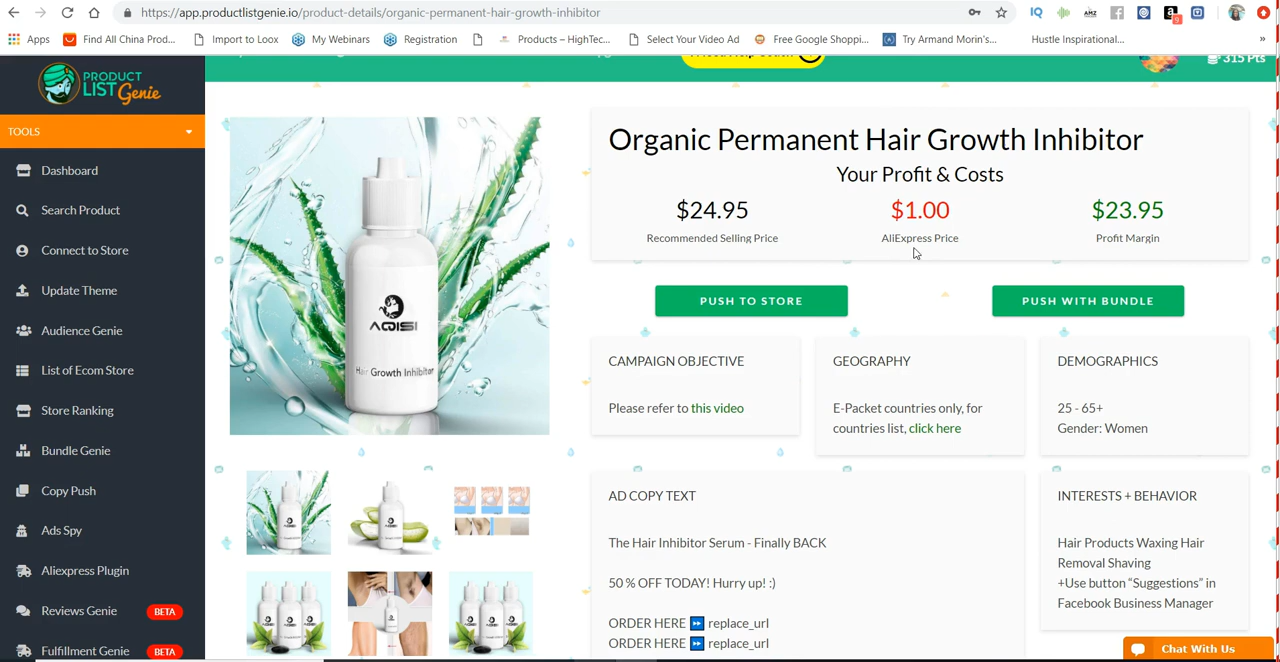 https://app.productlistgenie.io/product-details/organic-permanent-hair-growth-inhibitor
IQ
AMZ
9
Apps
Find All China Prod...
Import to Loox
My Webinars
Registration
Products – HighTec...
Select Your Video Ad
Free Google Shoppi...
Try Armand Morin's...
Hustle Inspirational...
»
PRODUCT
LIST Genie
315 Pts
TOOLS
Dashboard
Search Product
Connect to Store
Update Theme
Audience Genie
List of Ecom Store
Store Ranking
Bundle Genie
Copy Push
Ads Spy
Aliexpress Plugin
Reviews Genie BETA
Fulfillment Genie BETA
AQISI
Hair Growth Inhibitor
Organic Permanent Hair Growth Inhibitor
Your Profit & Costs
$24.95
Recommended Selling Price
$1.00
AliExpress Price
$23.95
Profit Margin
PUSH TO STORE
PUSH WITH BUNDLE
CAMPAIGN OBJECTIVE
Please refer to this video
GEOGRAPHY
E-Packet countries only, for
countries list, click here
DEMOGRAPHICS
25 - 65+
Gender: Women
AD COPY TEXT
The Hair Inhibitor Serum - Finally BACK
50 % OFF TODAY! Hurry up! :)
ORDER HERE ⏩ replace_url
ORDER HERE ⏩ replace_url
INTERESTS + BEHAVIOR
Hair Products Waxing Hair
Removal Shaving
+Use button “Suggestions” in
Facebook Business Manager
Chat With Us